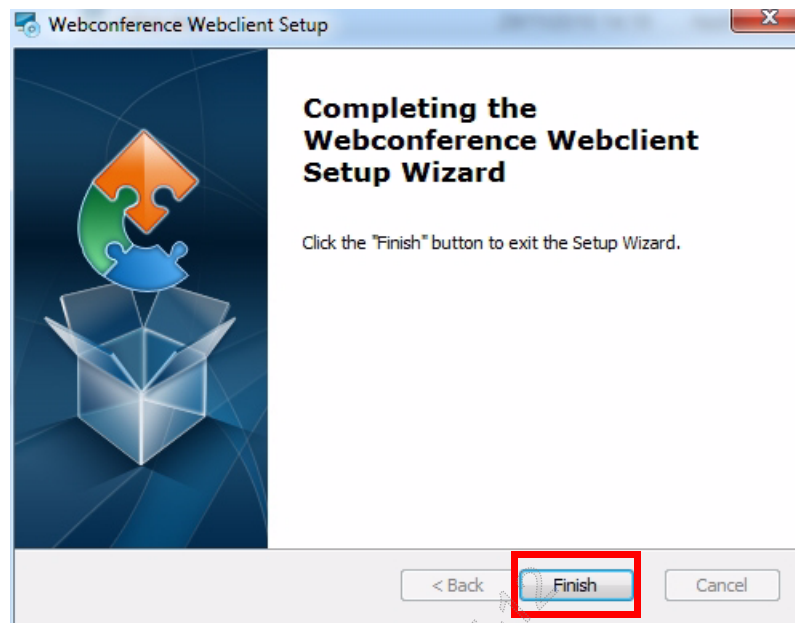 Webconference Webclient Setup
Completing the
Webconference Webclient
Setup Wizard
Click the "Finish" button to exit the Setup Wizard.
< Back Finish Cancel